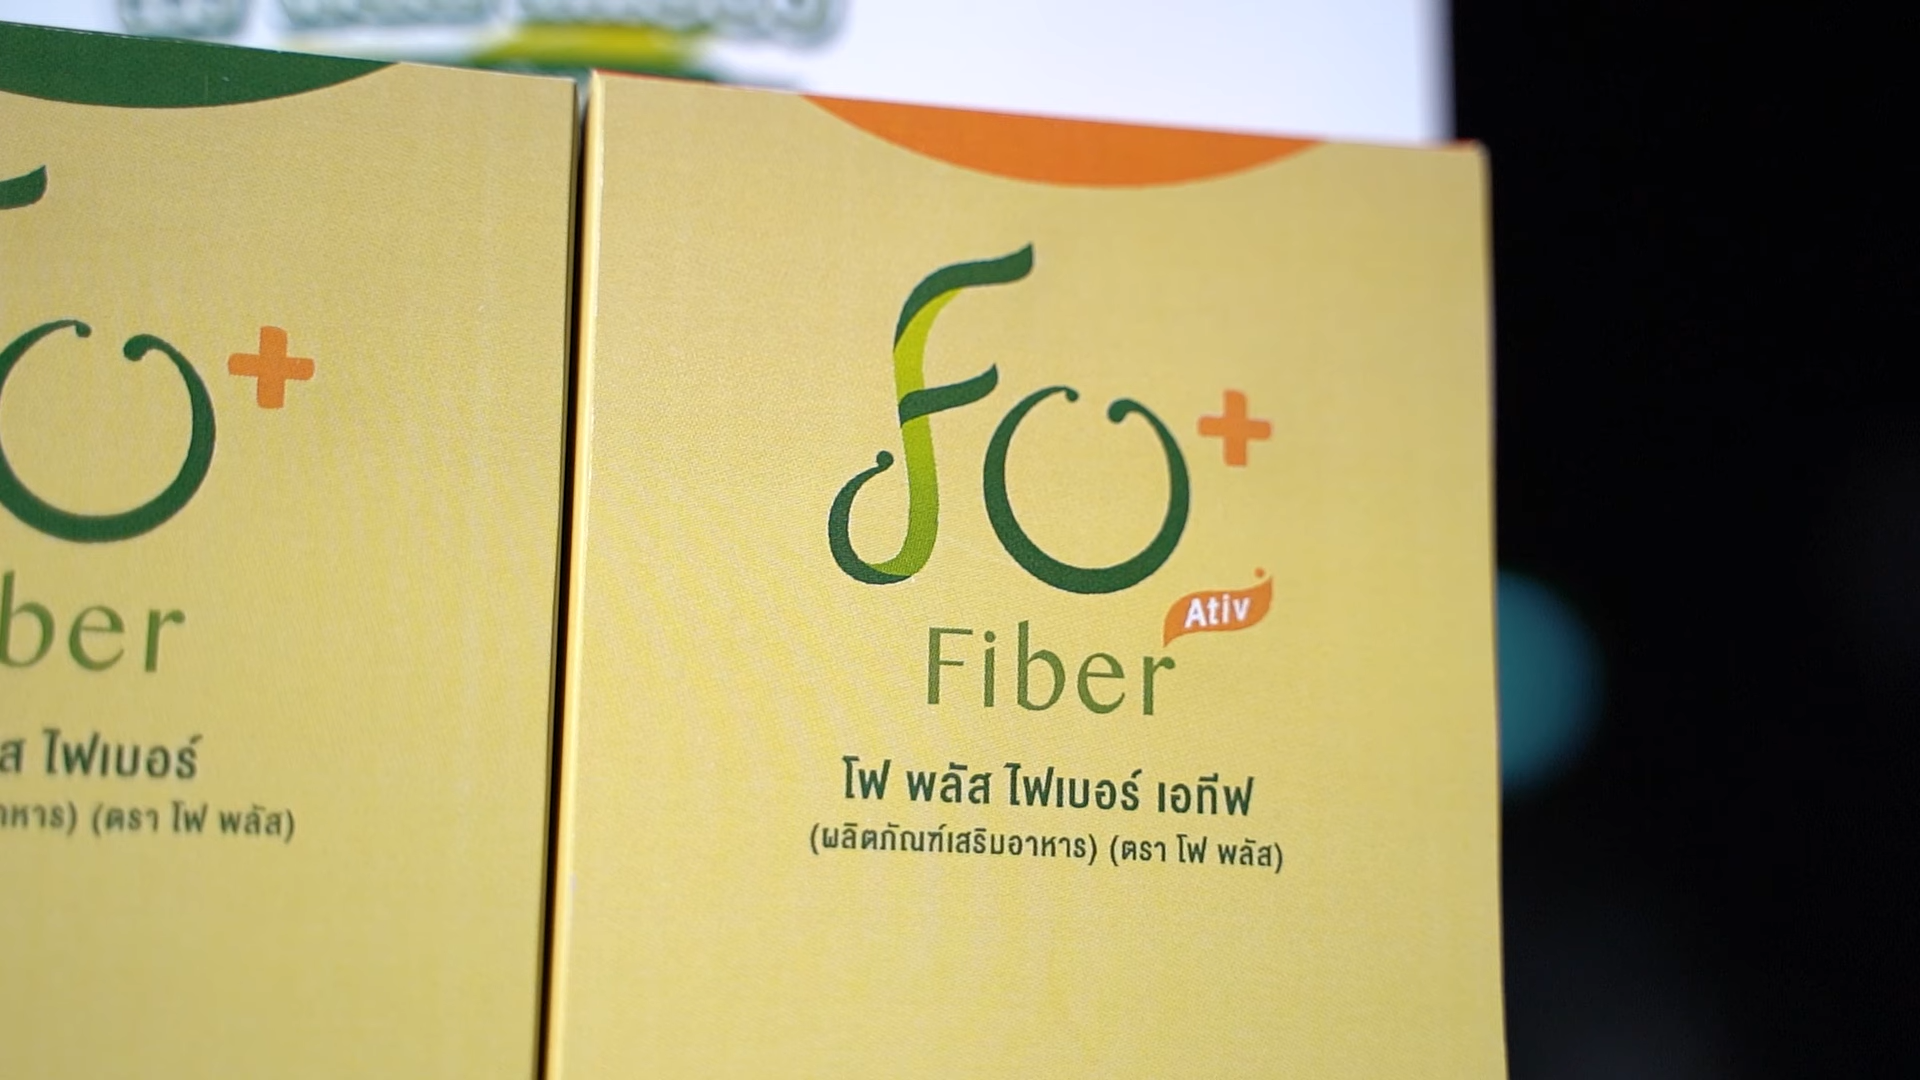 O+
ber
ส ไฟเบอร์
าหาร) (ตรา โฟ พลัส)
FO+
Ativ
Fiber
โฟ พลัส ไฟเบอร์ เอทีฟ
(ผลิตภัณฑ์เสริมอาหาร) (ตรา โฟ พลัส)